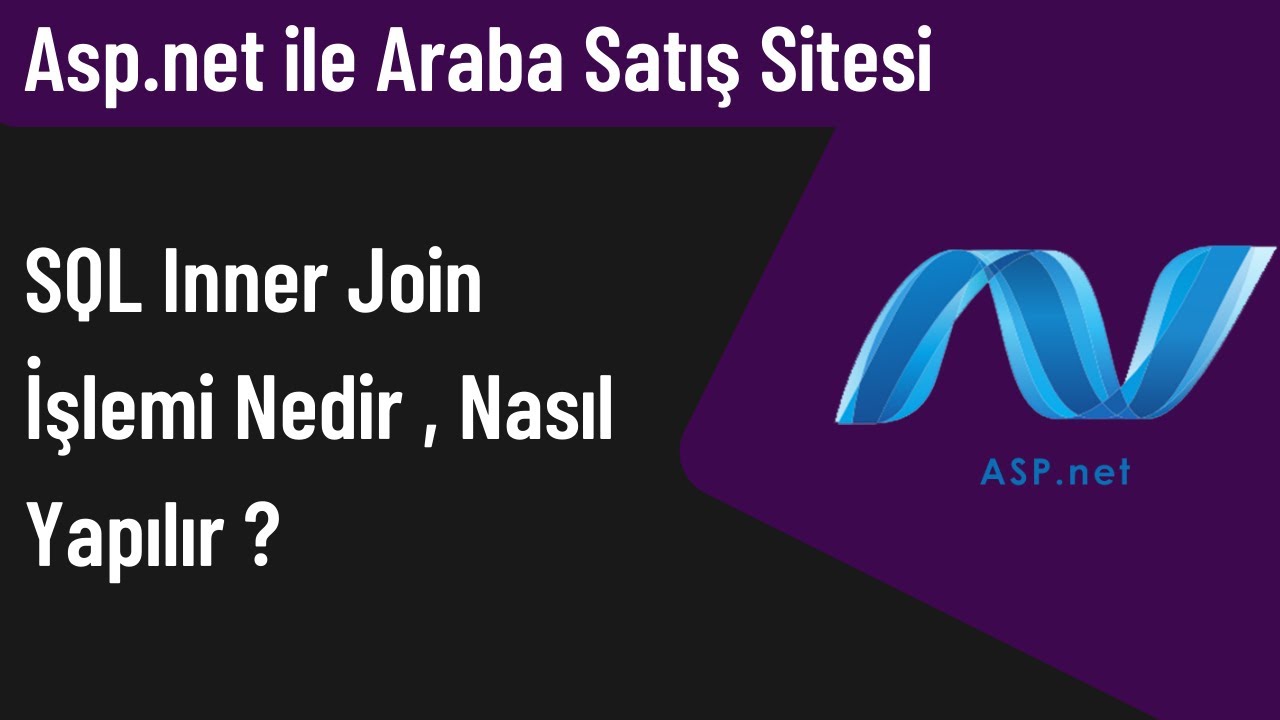 Asp.net ile Araba Satış Sitesi
SQL Inner Join
İşlemi Nedir , Nasıl
Yapılır ?
ASP.net